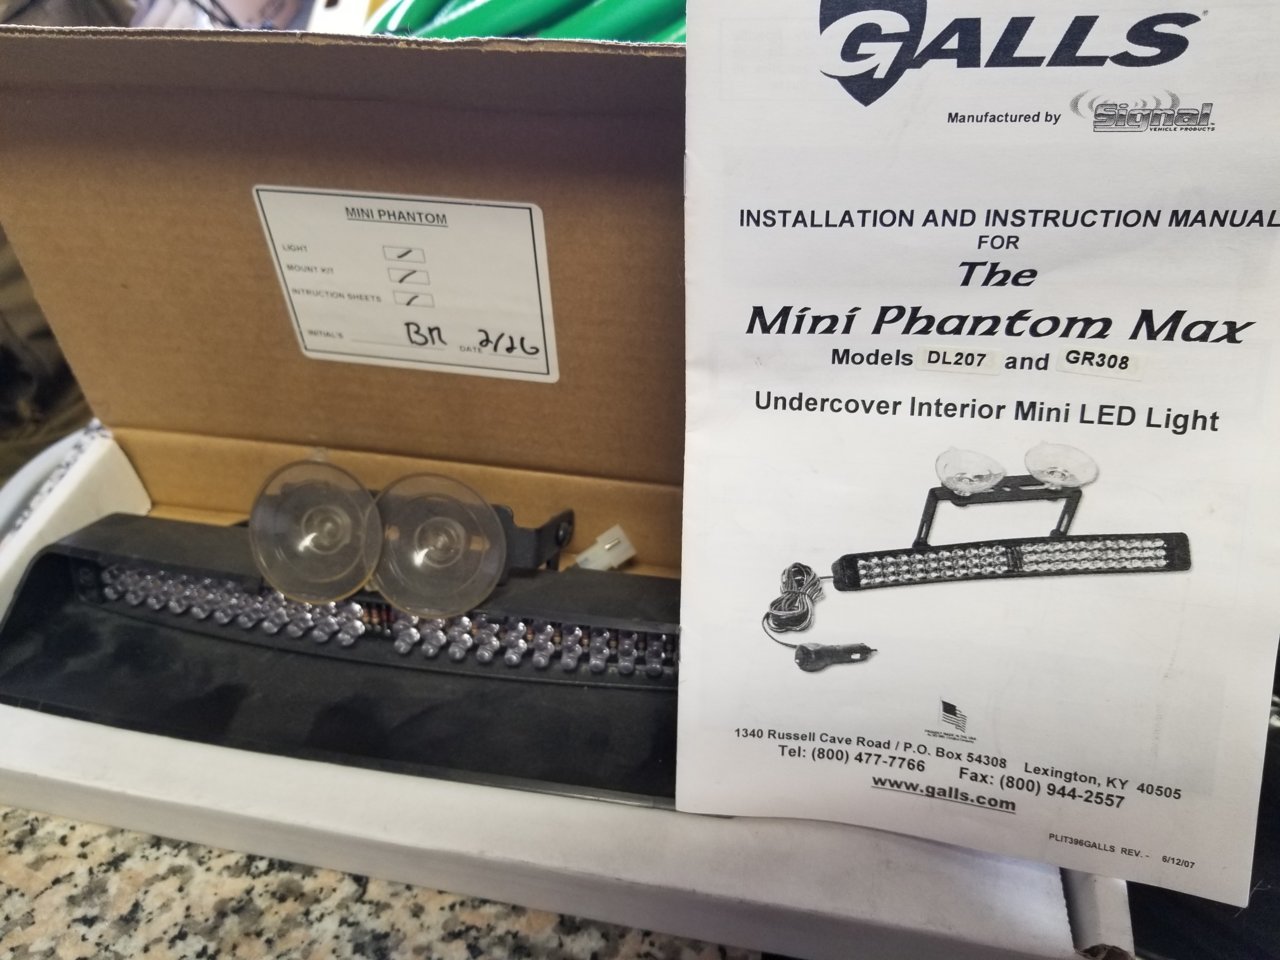 MINI PHANTOM
LIGHT
MOUNT KIT
INTRUCTION SHEETS
INITIAL'S BR DATE 2/26
GALLS
Manufactured by Signal
VEHICLE PRODUCTS
INSTALLATION AND INSTRUCTION MANUAL
FOR
The
Mini Phantom Max
Models DL207 and GR308
Undercover Interior Mini LED Light
1340 Russell Cave Road / P.O. Box 54308 Lexington, KY 40505
Tel: (800) 477-7766 Fax: (800) 944-2557
www.galls.com
PLIT396GALLS REV. - 6/12/07